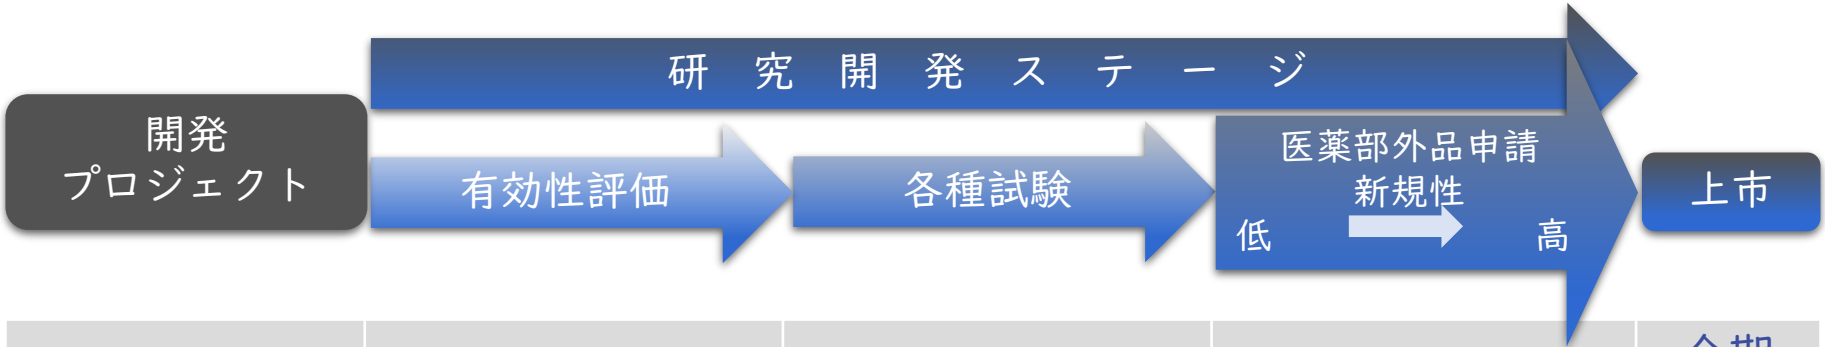 研究開発ステージ
開発
プロジェクト
有効性評価
各種試験
医薬部外品申請
新規性
低 高
上市